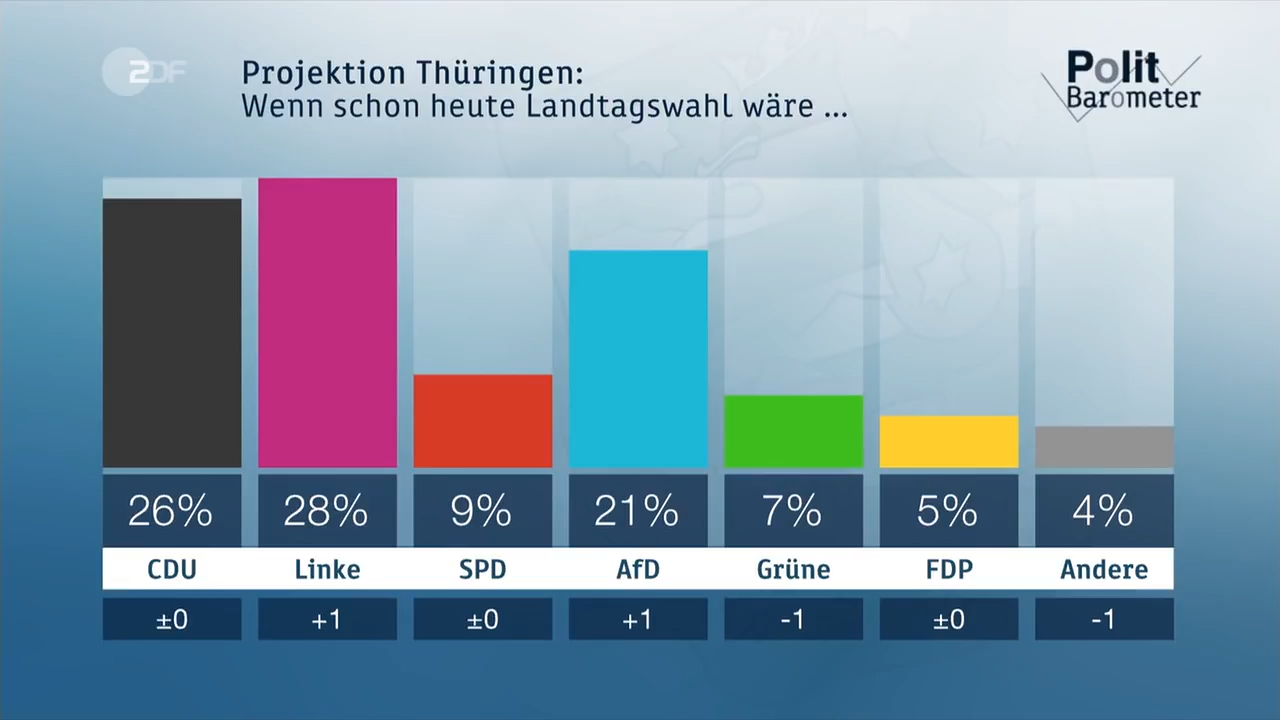 ZDF
Projektion Thüringen:
Wenn schon heute Landtagswahl wäre ...
Polit
Barometer
26% 28% 9% 21% 7% 5% 4%
CDU Linke SPD AfD Grüne FDP Andere
±0 +1 ±0 +1 -1 ±0 -1